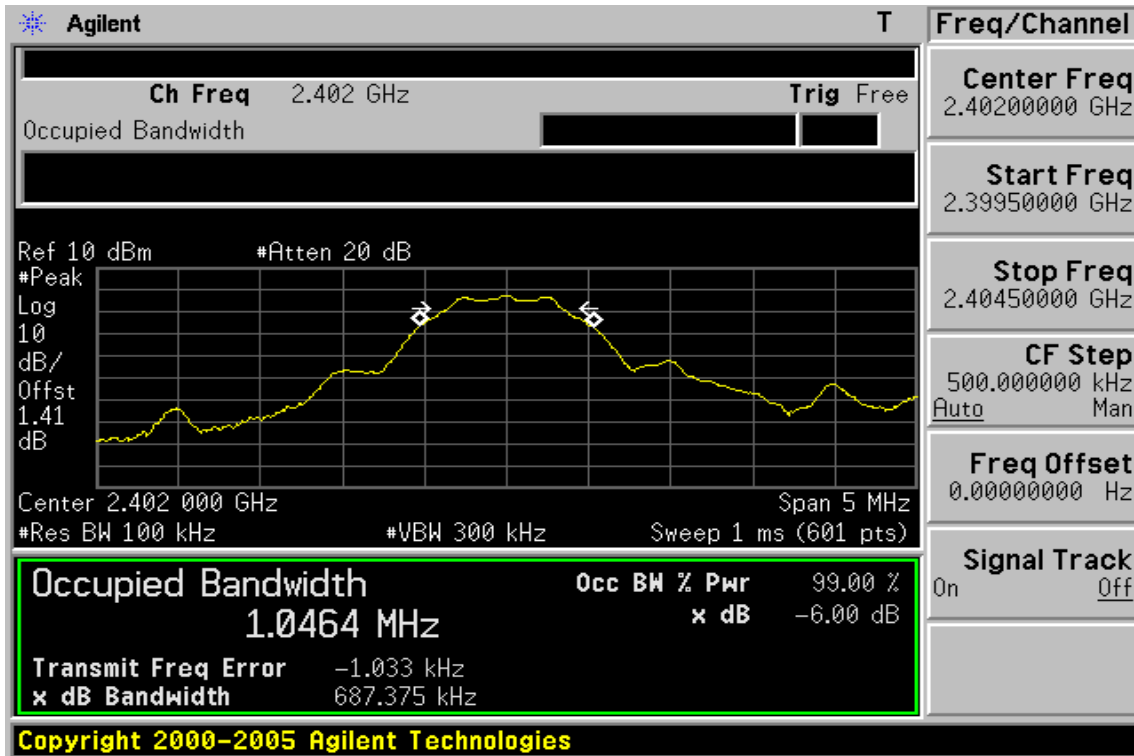 Agilent T Freq/Channel
Ch Freq 2.402 GHz Trig Free
Occupied Bandwidth
Center Freq
2.40200000 GHz
Start Freq
2.39950000 GHz
Stop Freq
2.40450000 GHz
CF Step
500.000000 kHz
Auto Man
Freq Offset
0.00000000 Hz
Signal Track
On Off
Ref 10 dBm #Atten 20 dB
#Peak
Log
10
dB/
Offst
1.41
dB
Center 2.402 000 GHz Span 5 MHz
#Res BW 100 kHz #VBW 300 kHz Sweep 1 ms (601 pts)
Occupied Bandwidth
1.0464 MHz
Occ BW % Pwr 99.00 %
x dB -6.00 dB
Transmit Freq Error -1.033 kHz
x dB Bandwidth 687.375 kHz
Copyright 2000-2005 Agilent Technologies